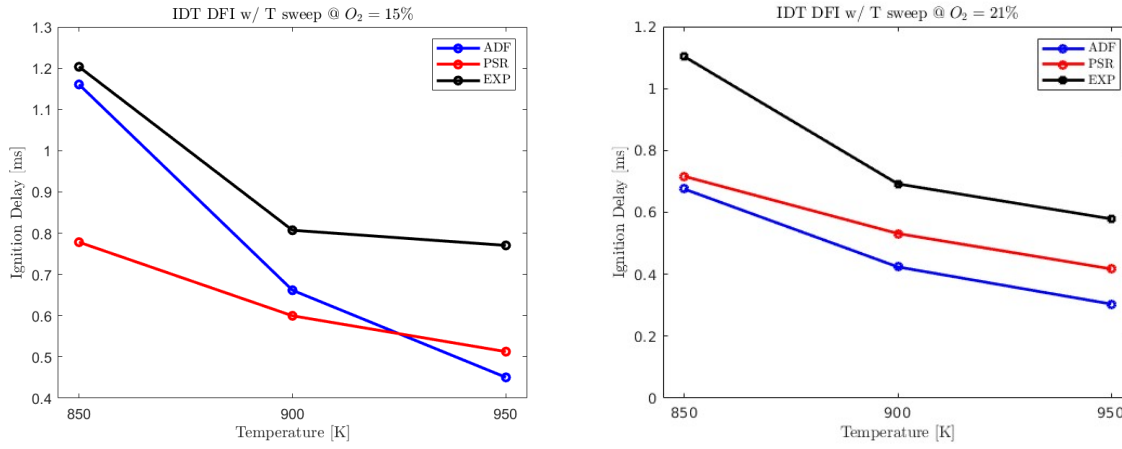 IDT DFI w/ T sweep @ O₂ = 15%
1.3
1.2
1.1
1
0.9
0.8
0.7
0.6
0.5
0.4
Ignition Delay [ms]
850 900 950
Temperature [K]
ADF
PSR
EXP
IDT DFI w/ T sweep @ O₂ = 21%
1.2
1
0.8
0.6
0.4
0.2
0
Ignition Delay [ms]
850 900 950
Temperature [K]
ADF
PSR
EXP